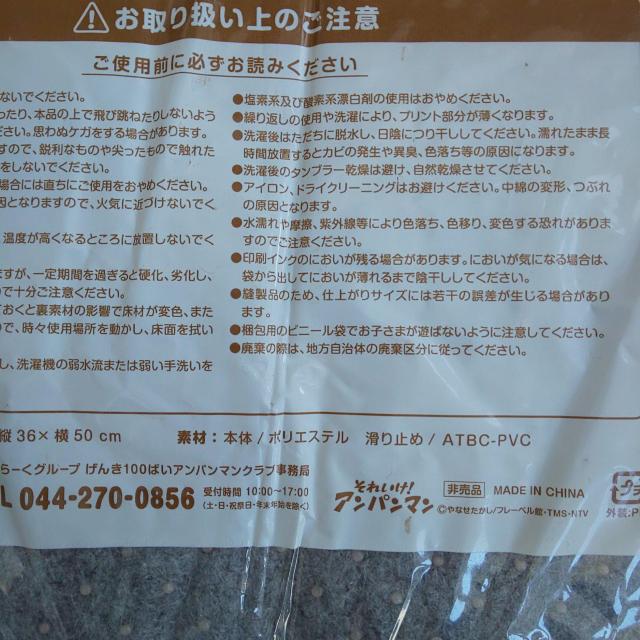 お取り扱い上のご注意
ご使用前に必ずお読みください
ないでください。
ったり、本品の上で飛び跳ねたりしないよう
ださい。思わぬケガをする場合があります。
すので、鋭利なものや尖ったもので触れた
をしないでください。
場合には直ちにご使用をおやめください。
原因となりますので、火気に近づけないでく
、温度が高くなるところに放置しないでく
ますが、一定期間を過ぎると硬化、劣化し、
ので十分ご注意ください。
ておくと裏素材の影響で床材が変色、また
ので、時々使用場所を動かし、床面を拭い
し、洗濯機の弱水流または弱い手洗いを
●塩素系及び酸素系漂白剤の使用はおやめください。
●繰り返しの使用や洗濯により、プリント部分が薄くなります。
●洗濯後はただちに脱水し、日陰につり干ししてください。濡れたまま長
時間放置するとカビの発生や異臭、色落ち等の原因になります。
●洗濯後のタンブラー乾燥は避け、自然乾燥させてください。
●アイロン、ドライクリーニングはお避けください。中綿の変形、つぶれ
の原因となります。
●水濡れや摩擦、紫外線等により色落ち、色移り、変色する恐れがありま
すのでご注意ください。
●印刷インクのにおいが残る場合があります。においが気になる場合は、
袋から出してにおいが薄れるまで陰干ししてください。
●縫製品のため、仕上がりサイズには若干の誤差が生じる場合があり
ます。
●梱包用のビニール袋でお子さまが遊ばないように注意してください。
●廃棄の際は、地方自治体の廃棄区分に従ってください。
縦36×横50cm 素材：本体/ポリエステル 滑り止め/ATBC-PVC
らーくグループ げんき100ばいアンパンマンクラブ事務局
L 044-270-0856 受付時間 10:00〜17:00
(土・日・祝祭日・年末年始を除く)
それいけ!
アンパンマン
非売品 MADE IN CHINA
©やなせたかし/フレーベル館・TMS・NTV
プラ
外装:P